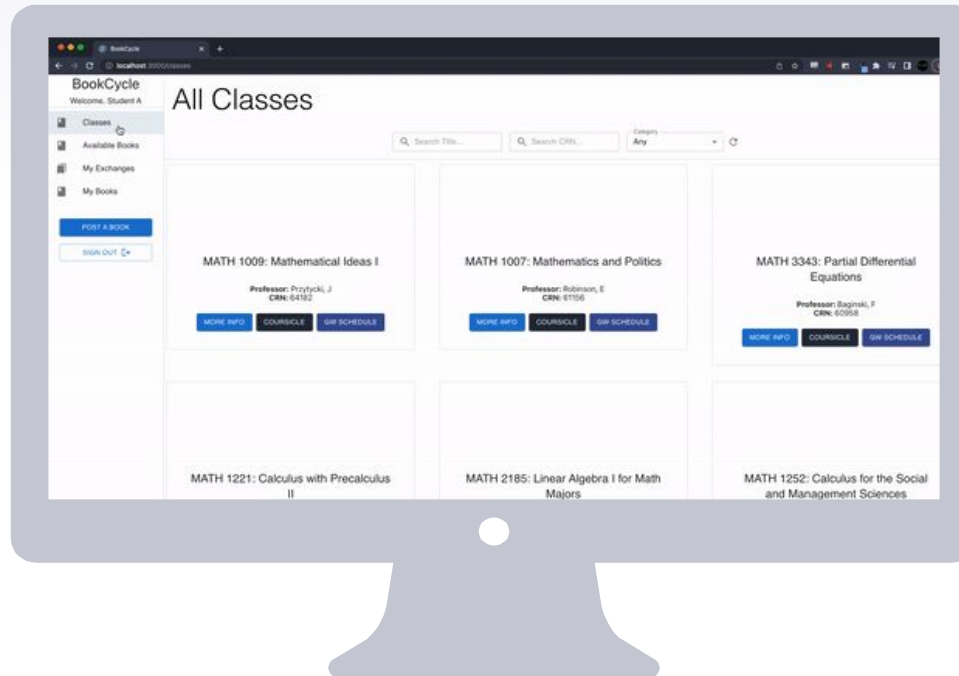 BookCycle
localhost:3000/classes
BookCycle
Welcome, Student A
Classes
Available Books
My Exchanges
My Books
POST A BOOK
SIGN OUT
All Classes
Search Title...
Search CRN...
Category
Any
MATH 1009: Mathematical Ideas I
Professor: Przytycki, J
CRN: 64182
MORE INFO
COURSICLE
GW SCHEDULE
MATH 1007: Mathematics and Politics
Professor: Robinson, E
CRN: 61156
MORE INFO
COURSICLE
GW SCHEDULE
MATH 3343: Partial Differential
Equations
Professor: Baginski, F
CRN: 60958
MORE INFO
COURSICLE
GW SCHEDULE
MATH 1221: Calculus with Precalculus
II
MATH 2185: Linear Algebra I for Math
Majors
MATH 1252: Calculus for the Social
and Management Sciences